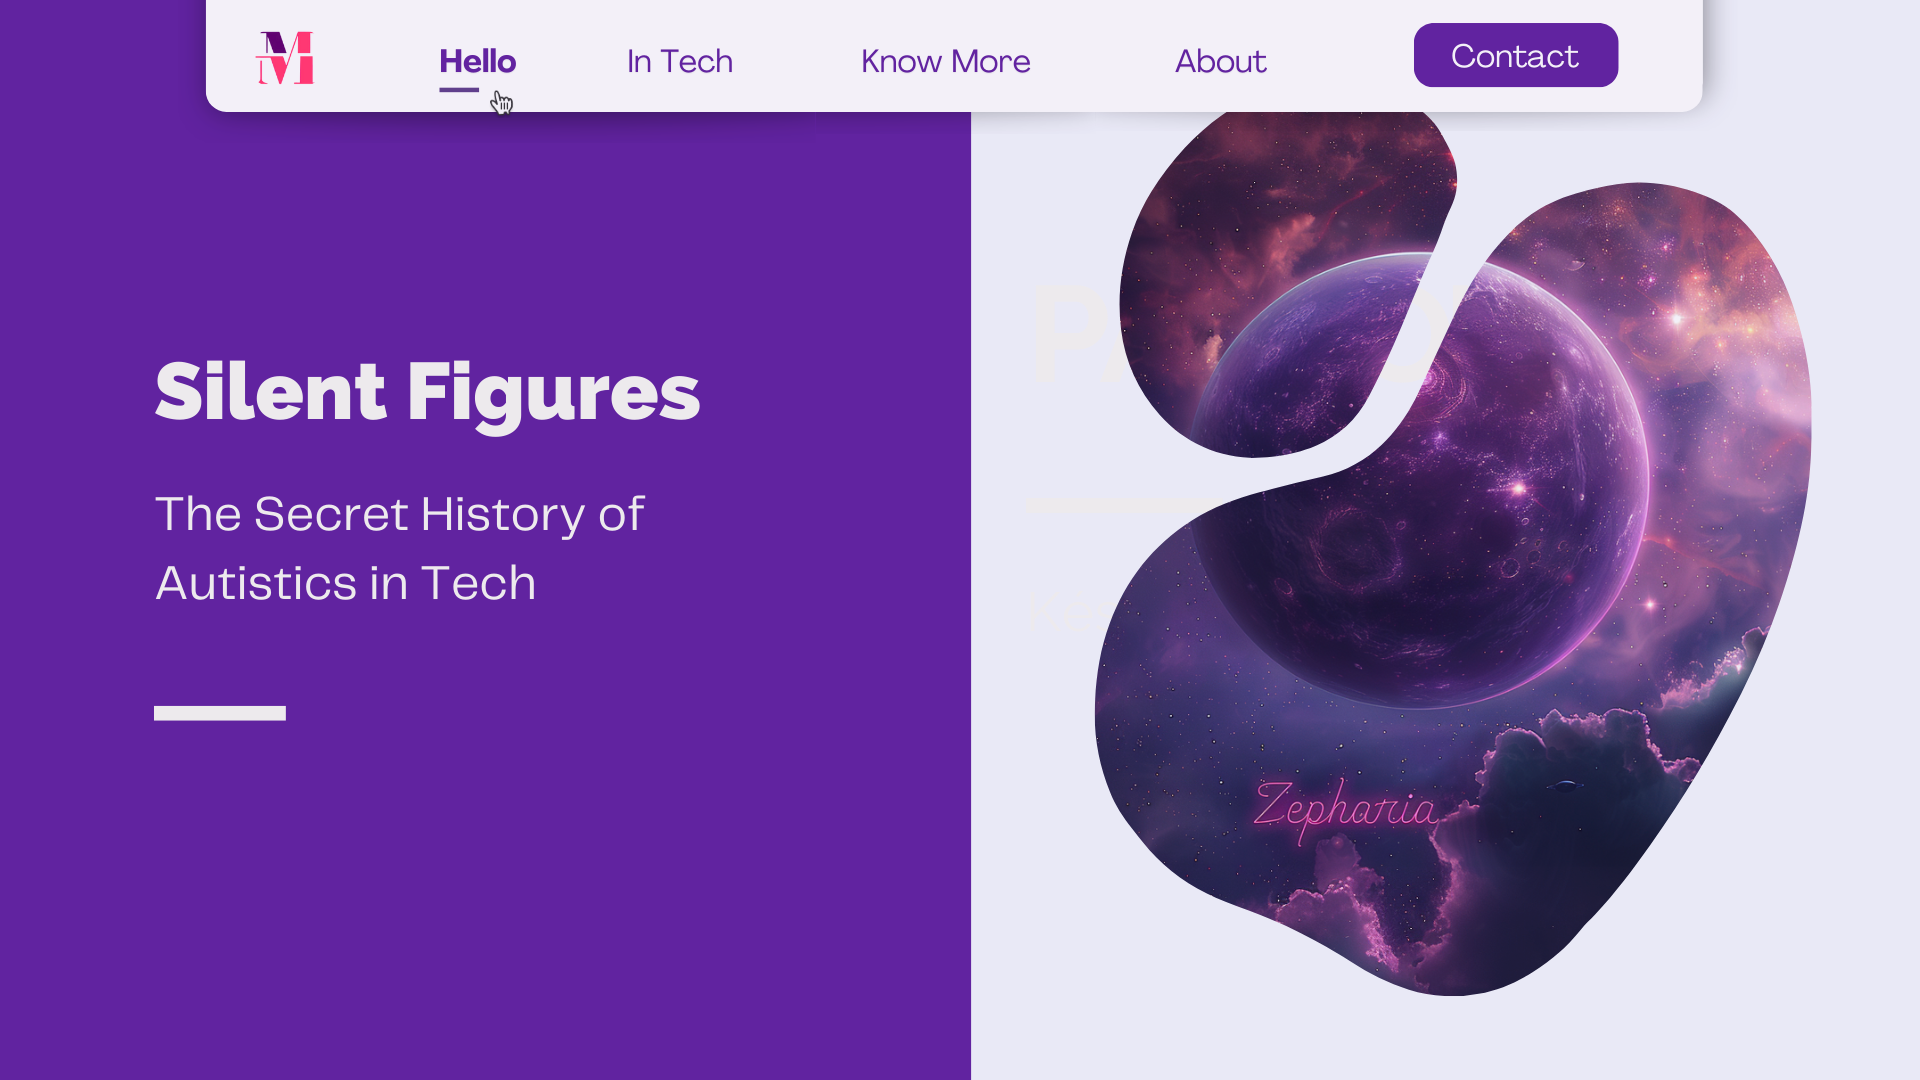 M
Hello
In Tech
Know More
About
Contact
Silent Figures
The Secret History of
Autistics in Tech
Zepharia